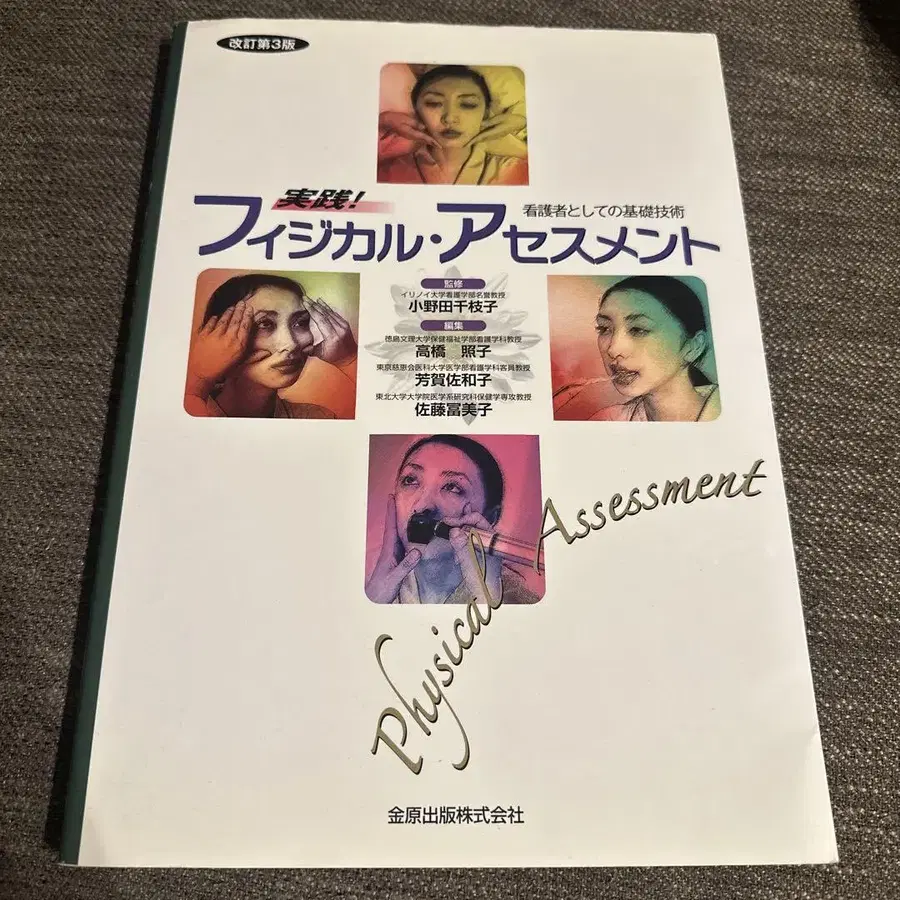 改訂第3版
実践!
看護者としての基礎技術
フィジカル・アセスメント
監修
イリノイ大学看護学部名誉教授
小野田千枝子
編集
徳島文理大学保健福祉学部看護学科教授
高橋 照子
東京慈恵会医科大学医学部看護学科客員教授
芳賀佐和子
東北大学大学院医学系研究科保健学専攻教授
佐藤冨美子
Physical Assessment
金原出版株式会社